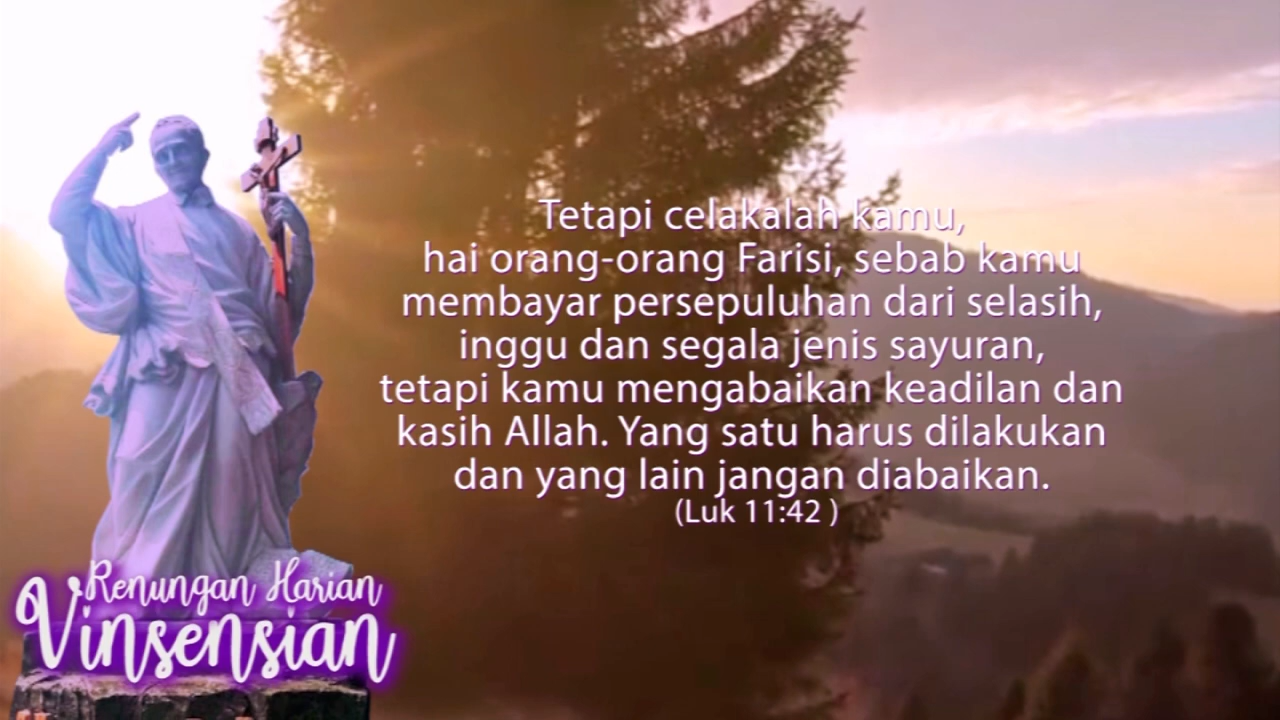 Tetapi celakalah kamu,
hai orang-orang Farisi, sebab kamu
membayar persepuluhan dari selasih,
inggu dan segala jenis sayuran,
tetapi kamu mengabaikan keadilan dan
kasih Allah. Yang satu harus dilakukan
dan yang lain jangan diabaikan.
(Luk 11:42 )
Renungan Harian
Vinsensian